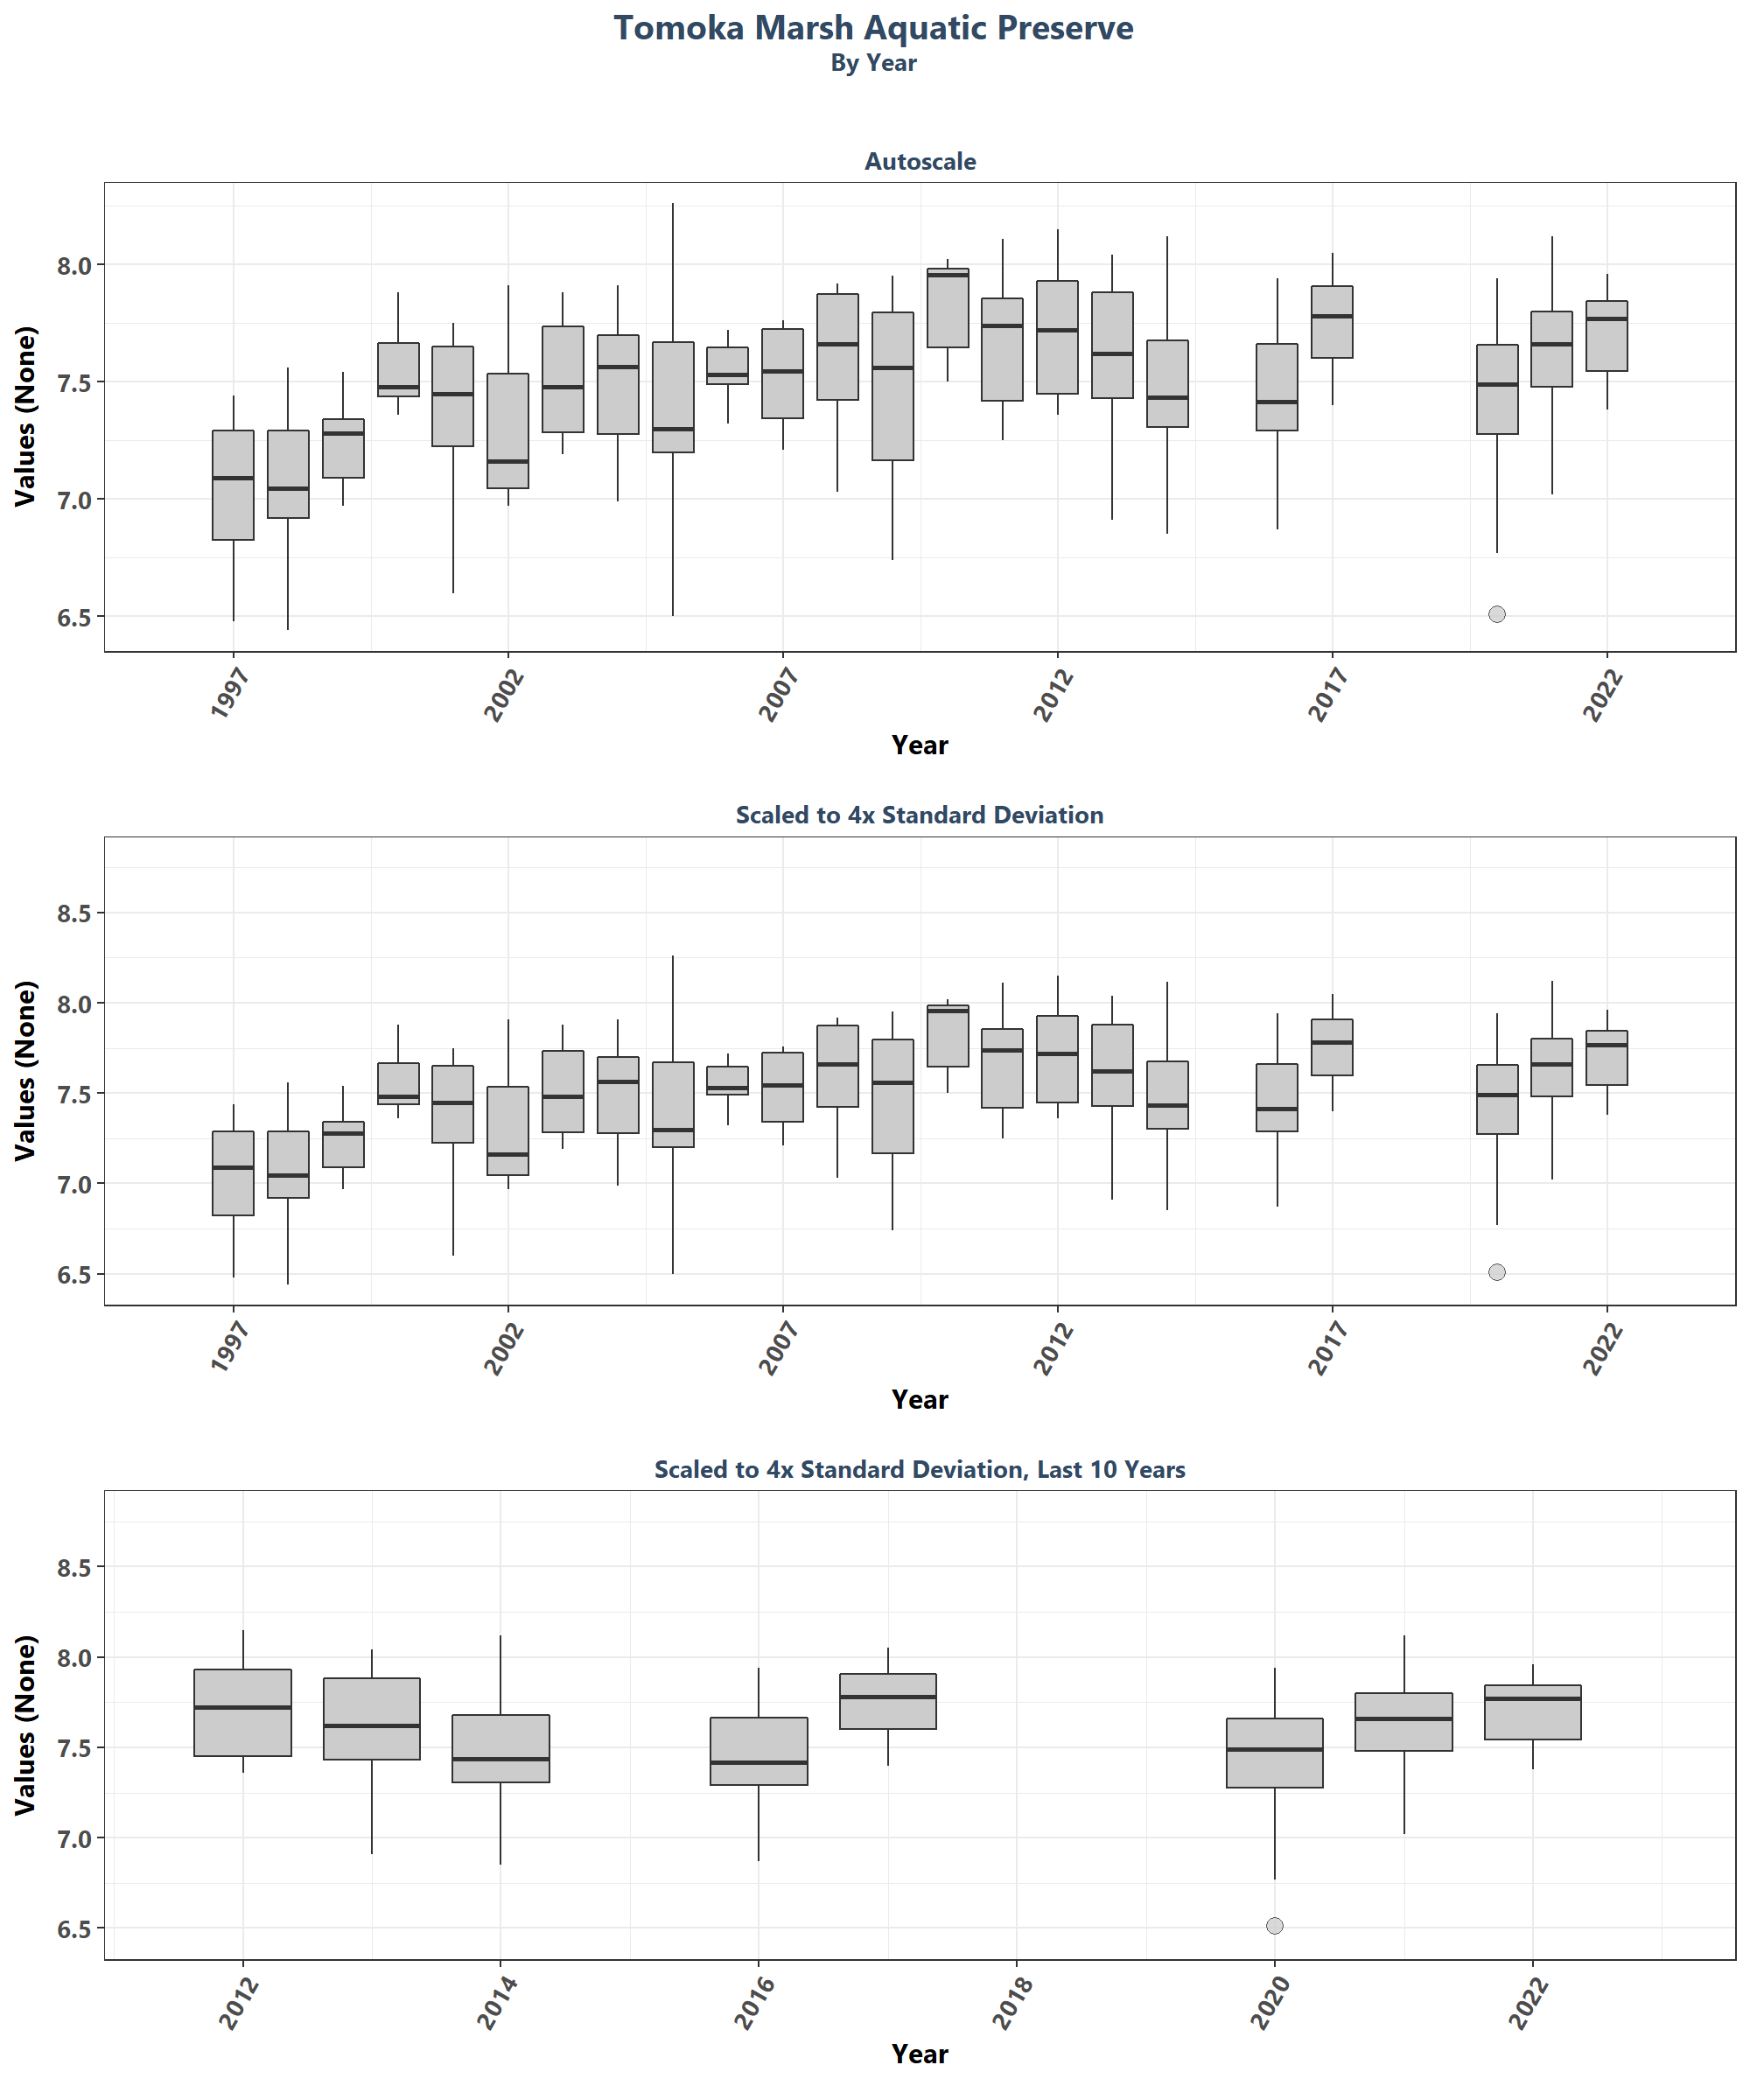 Tomoka Marsh Aquatic Preserve
By Year
Autoscale
Values (None)
8.0
7.5
7.0
6.5
1997 2002 2007 2012 2017 2022
Year
Scaled to 4x Standard Deviation
Values (None)
8.5
8.0
7.5
7.0
6.5
1997 2002 2007 2012 2017 2022
Year
Scaled to 4x Standard Deviation, Last 10 Years
Values (None)
8.5
8.0
7.5
7.0
6.5
2012 2014 2016 2018 2020 2022
Year